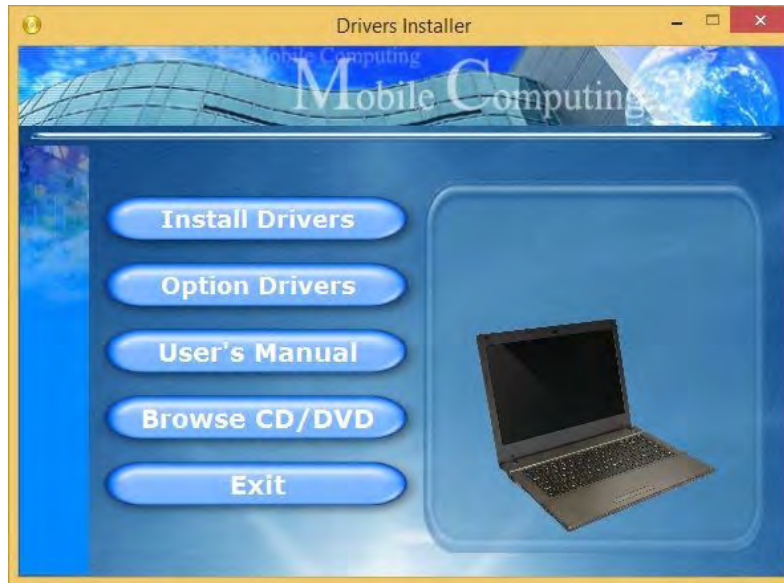 Drivers Installer
Mobile Computing
Mobile Computing
Install Drivers
Option Drivers
User's Manual
Browse CD/DVD
Exit